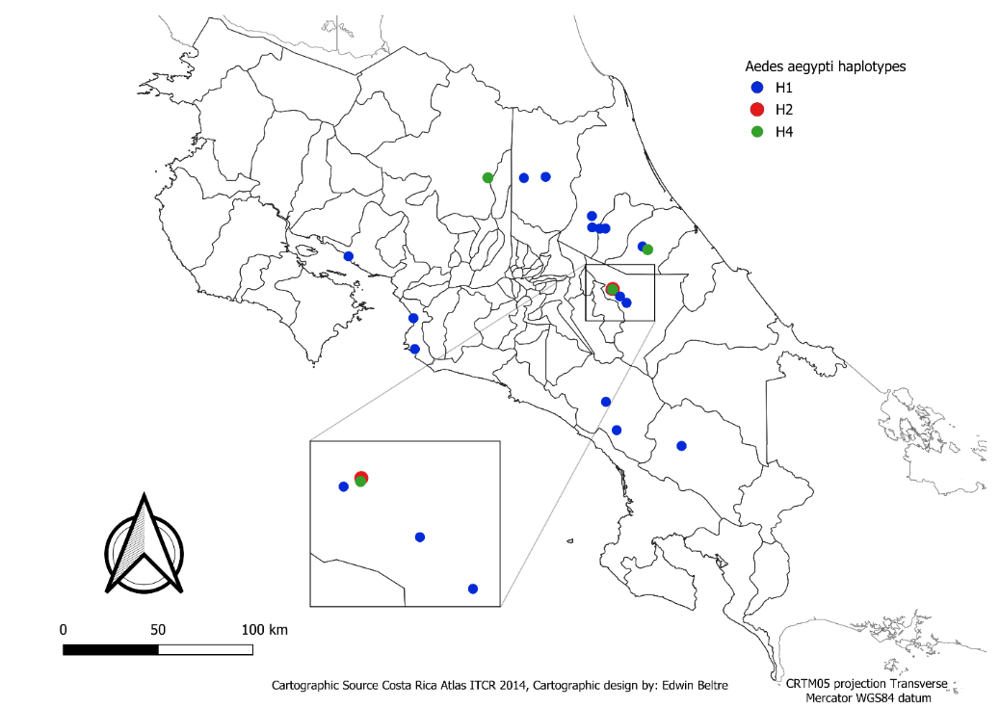 Aedes aegypti haplotypes
H1
H2
H4
0 50 100 km
Cartographic Source Costa Rica Atlas ITCR 2014, Cartographic design by: Edwin Beltre
CRTM05 projection Transverse
Mercator WGS84 datum